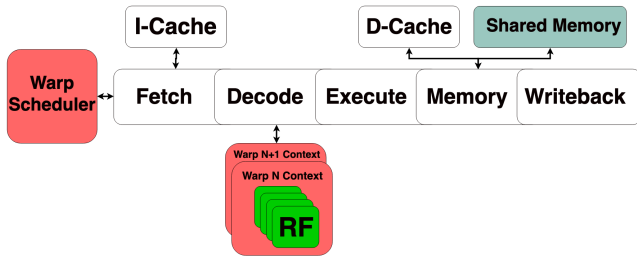 I-Cache
D-Cache
Shared Memory
Warp
Scheduler
Fetch
Decode
Execute
Memory
Writeback
Warp N+1 Context
Warp N Context
RF